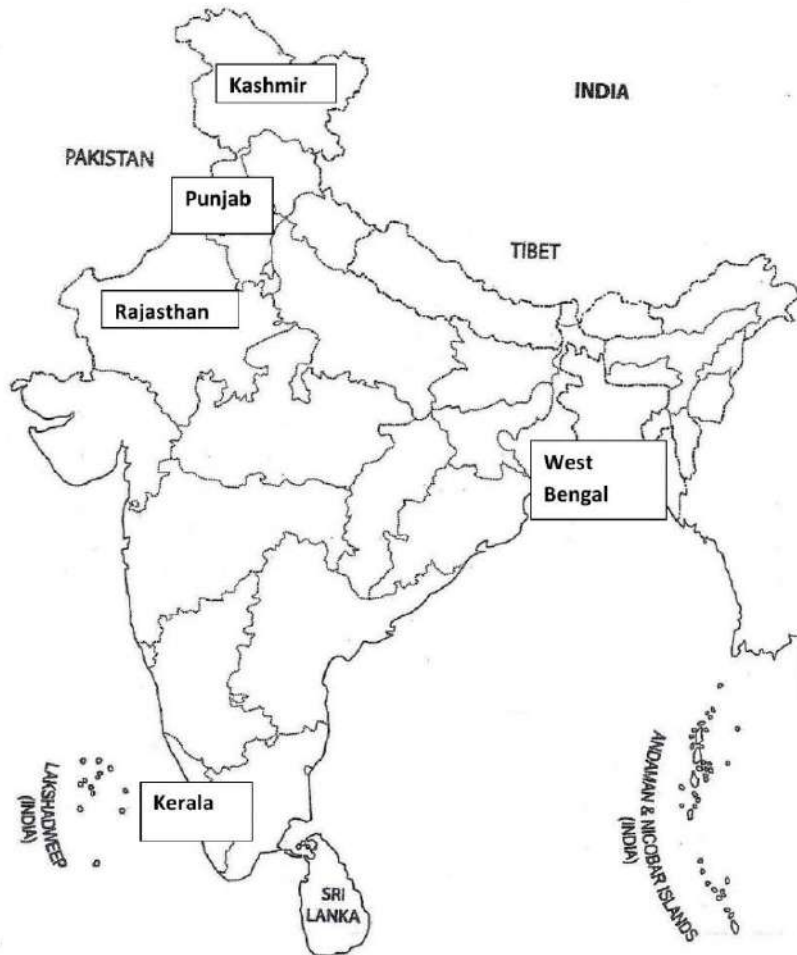 Kashmir
INDIA
PAKISTAN
Punjab
TIBET
Rajasthan
West
Bengal
LAKSHADWEEP
(INDIA)
Kerala
ANDAMAN & NICOBAR ISLANDS
(INDIA)
SRI
LANKA